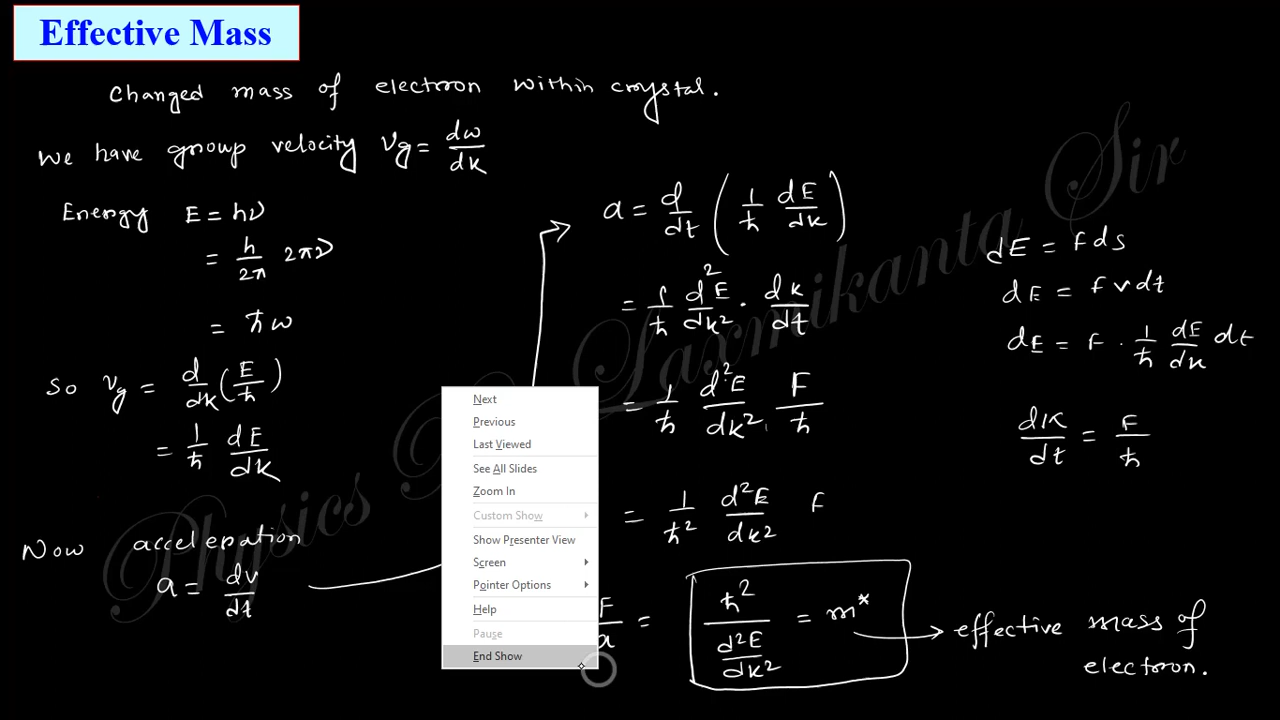 Effective Mass
Changed mass of electron within crystal.
We have group velocity vg = dω/dk
Energy E = hν
= h/2π 2πν
= ħω
So vg = d/dk (E/ħ)
= 1/ħ dE/dk
Now acceleration
a = dv/dt
a = d/dt (1/ħ dE/dk)
= 1/ħ d²E/dk² · dk/dt
= 1/ħ d²E/dk² · F/ħ
= 1/ħ² d²E/dk² F
F/a = ħ²/(d²E/dk²) = m* → effective mass of
electron.
dE = F ds
dE = F v dt
dE = F · 1/ħ dE/dk dt
dk/dt = F/ħ
Next
Previous
Last Viewed
See All Slides
Zoom In
Custom Show
Show Presenter View
Screen
Pointer Options
Help
Pause
End Show
Physics
Laxmikanta Sir